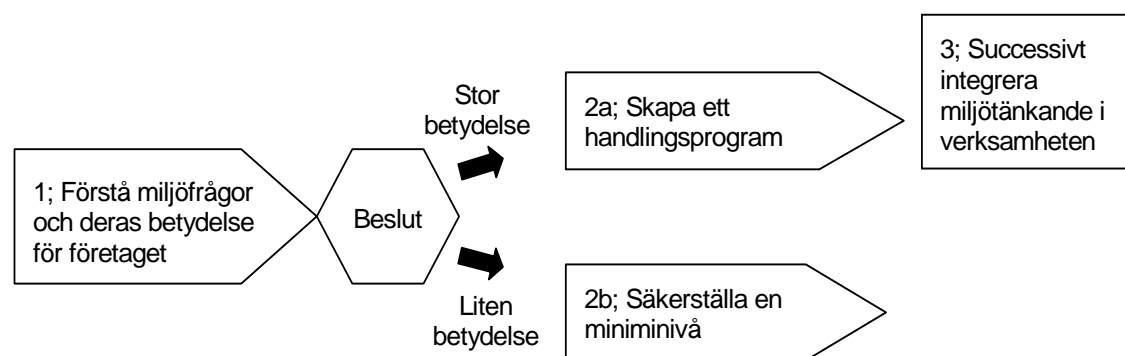 1; Förstå miljöfrågor
och deras betydelse
för företaget
Beslut
Stor
betydelse
2a; Skapa ett
handlingsprogram
3; Successivt
integrera
miljötänkande i
verksamheten
Liten
betydelse
2b; Säkerställa en
miniminivå